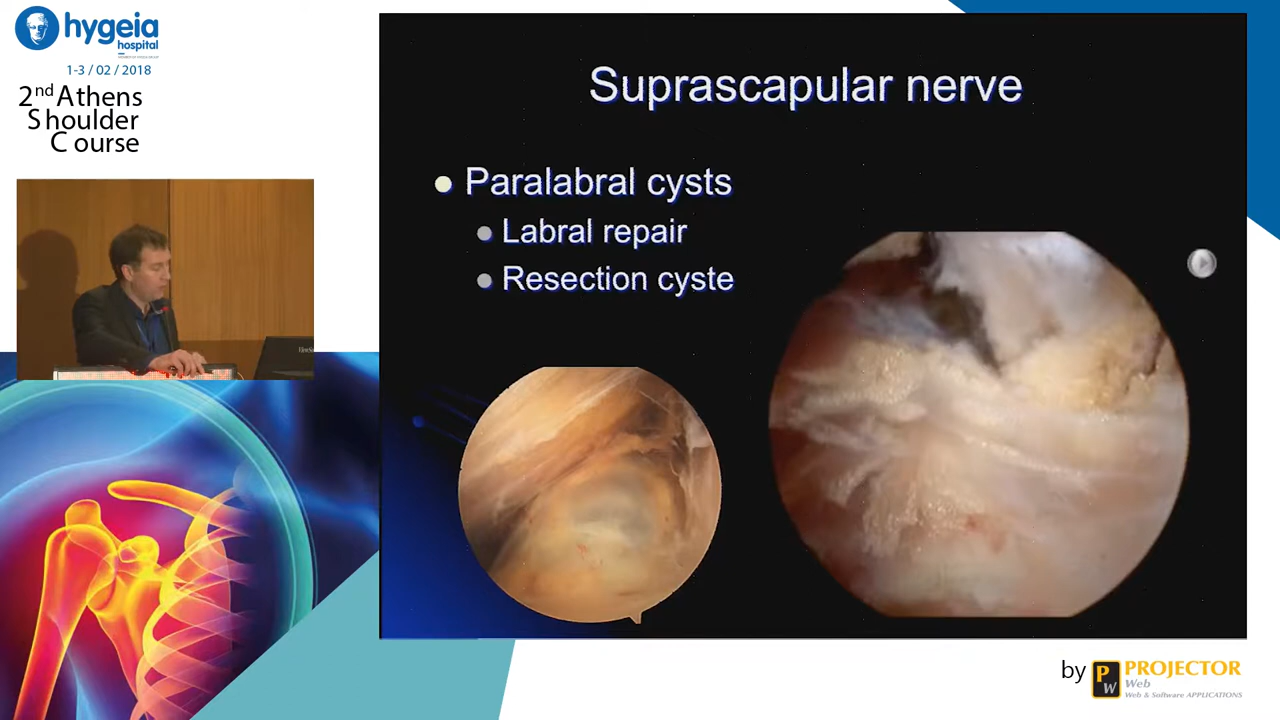 hygeia
hospital
1-3 / 02 / 2018
2nd Athens
Shoulder
Course
Suprascapular nerve
Paralabral cysts
Labral repair
Resection cyste
by PW PROJECTOR
Web
Web & Software APPLICATIONS